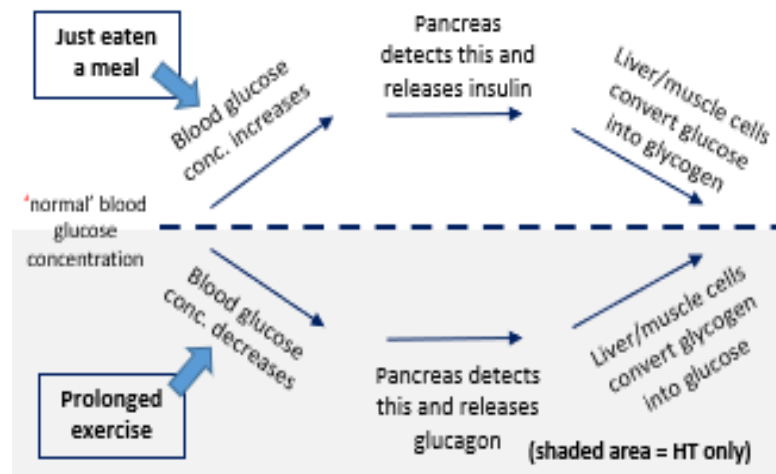 Just eaten
a meal
Blood glucose
conc. increases
Pancreas
detects this and
releases insulin
Liver/muscle cells
convert glucose
into glycogen
'normal' blood
glucose
concentration
Blood glucose
conc. decreases
Prolonged
exercise
Pancreas detects
this and releases
glucagon
Liver/muscle cells
convert glycogen
into glucose
(shaded area = HT only)